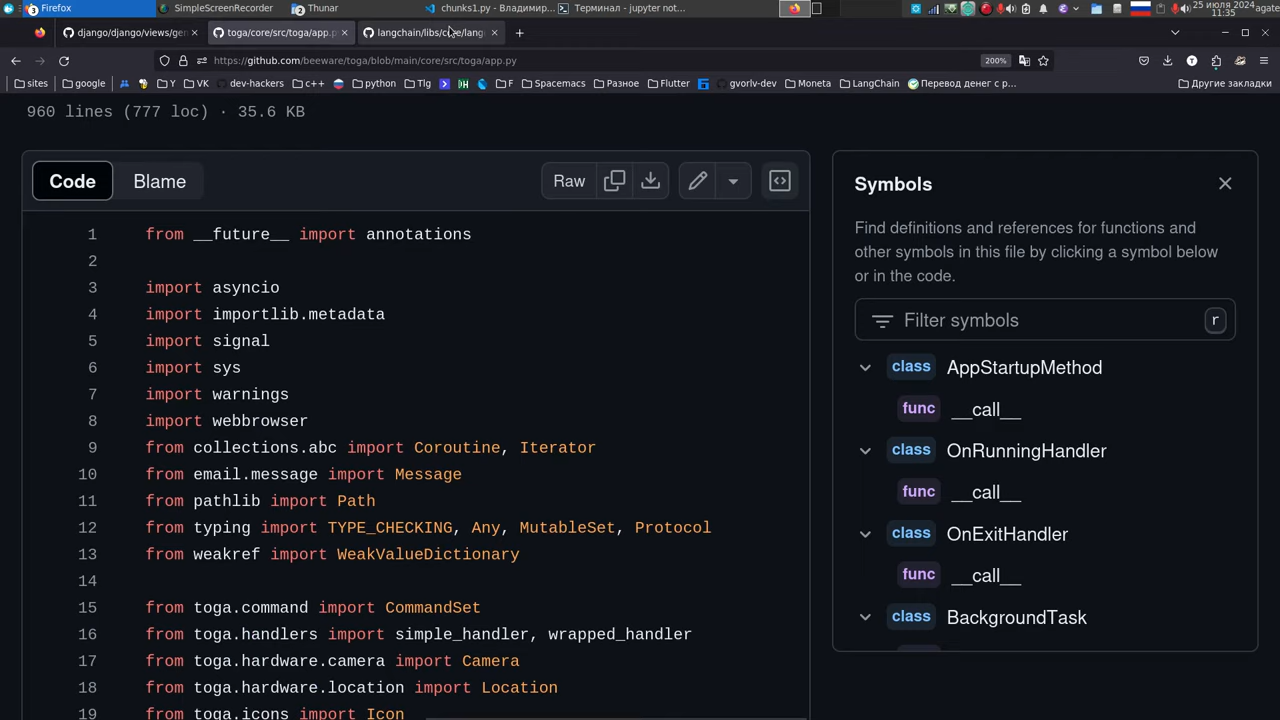 Firefox
SimpleScreenRecorder
2 Thunar
chunks1.py - Владимир...
Терминал - jupyter not...
25 июля 2024
11:35
agate
django/django/views/gen
toga/core/src/toga/app.p
langchain/libs/core/lang
https://github.com/beeware/toga/blob/main/core/src/toga/app.py
200%
sites
google
Y
VK
dev-hackers
c++
python
Tlg
F
Spacemacs
Разное
Flutter
gvorlv-dev
Moneta
LangChain
Перевод денег с р...
Другие закладки
960 lines (777 loc) · 35.6 KB
Code
Blame
Raw
1 from __future__ import annotations
2
3 import asyncio
4 import importlib.metadata
5 import signal
6 import sys
7 import warnings
8 import webbrowser
9 from collections.abc import Coroutine, Iterator
10 from email.message import Message
11 from pathlib import Path
12 from typing import TYPE_CHECKING, Any, MutableSet, Protocol
13 from weakref import WeakValueDictionary
14
15 from toga.command import CommandSet
16 from toga.handlers import simple_handler, wrapped_handler
17 from toga.hardware.camera import Camera
18 from toga.hardware.location import Location
19 from toga.icons import Icon
Symbols
Find definitions and references for functions and
other symbols in this file by clicking a symbol below
or in the code.
Filter symbols
r
class AppStartupMethod
func __call__
class OnRunningHandler
func __call__
class OnExitHandler
func __call__
class BackgroundTask